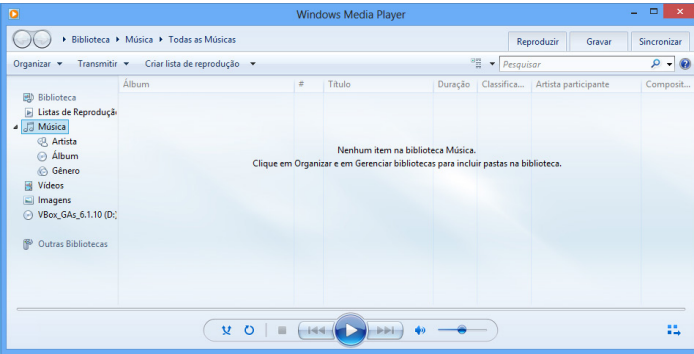 Windows Media Player
Biblioteca Música Todas as Músicas
Reproduzir Gravar Sincronizar
Organizar Transmitir Criar lista de reprodução
Pesquisar
Álbum # Título Duração Classifica... Artista participante Composit...
Biblioteca
Listas de Reproduçã
Música
Artista
Álbum
Gênero
Vídeos
Imagens
VBox_GAs_6.1.10 (D:)
Outras Bibliotecas
Nenhum item na biblioteca Música.
Clique em Organizar e em Gerenciar bibliotecas para incluir pastas na biblioteca.